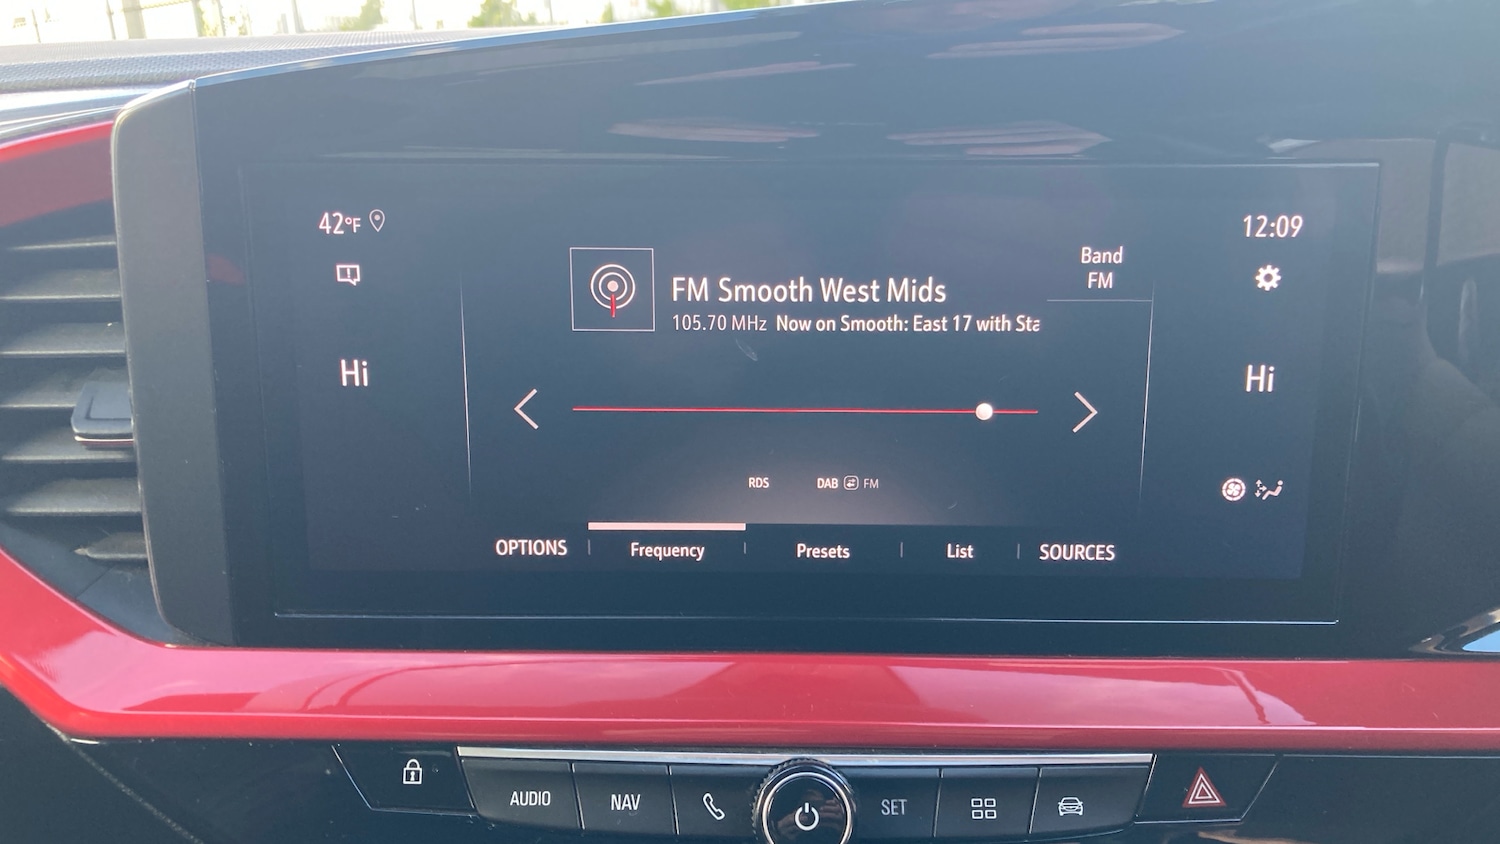 42°F
12:09
Band
FM
FM Smooth West Mids
105.70 MHz Now on Smooth: East 17 with Sta
Hi
Hi
RDS
DAB FM
OPTIONS
Frequency
Presets
List
SOURCES
AUDIO
NAV
SET